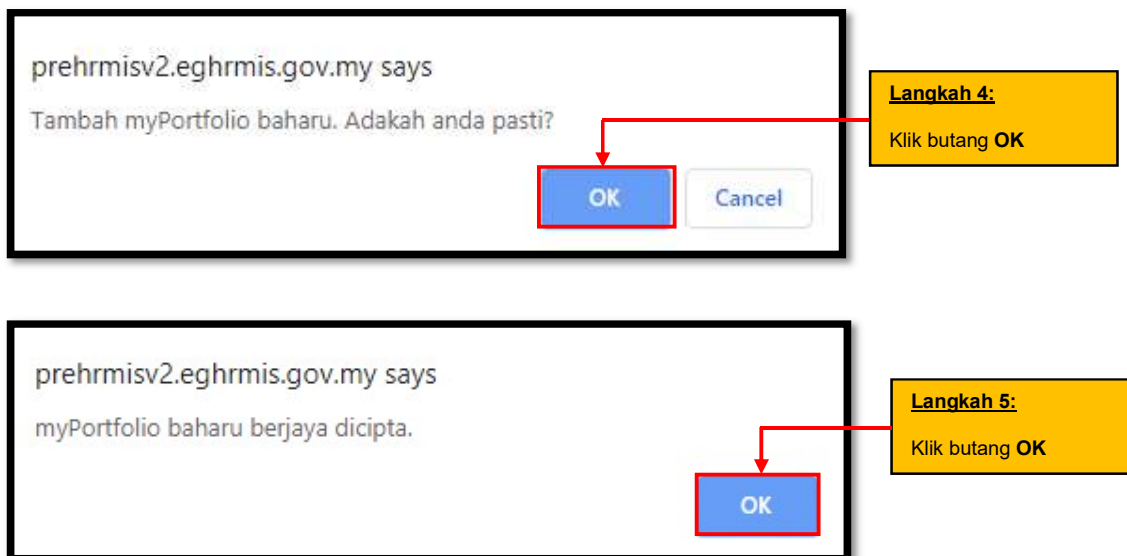 prehrmisv2.eghrmis.gov.my says
Tambah myPortfolio baharu. Adakah anda pasti?
OK
Cancel
Langkah 4:
Klik butang OK
prehrmisv2.eghrmis.gov.my says
myPortfolio baharu berjaya dicipta.
OK
Langkah 5:
Klik butang OK